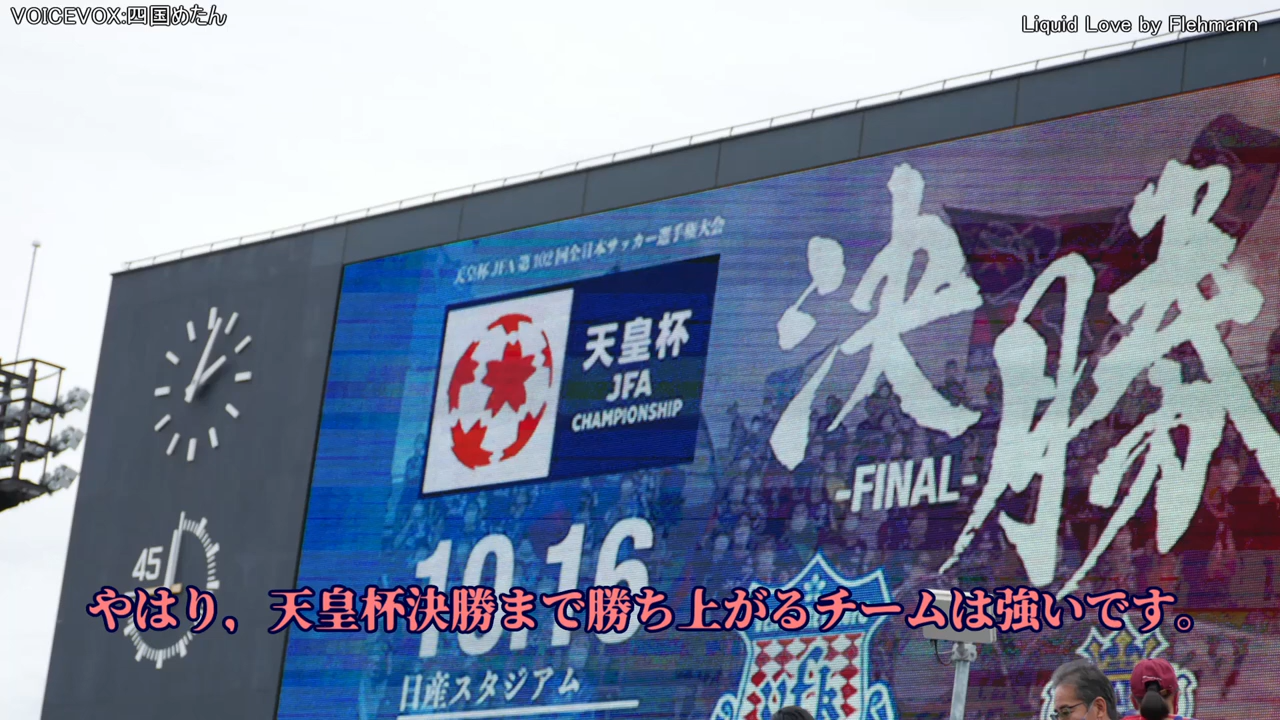 VOICEVOX:四国めたん
Liquid Love by Flehmann
天皇杯 JFA 第102回全日本サッカー選手権大会
天皇杯
JFA
CHAMPIONSHIP
決勝
-FINAL-
10.16
日産スタジアム
45
やはり，天皇杯決勝まで勝ち上がるチームは強いです。